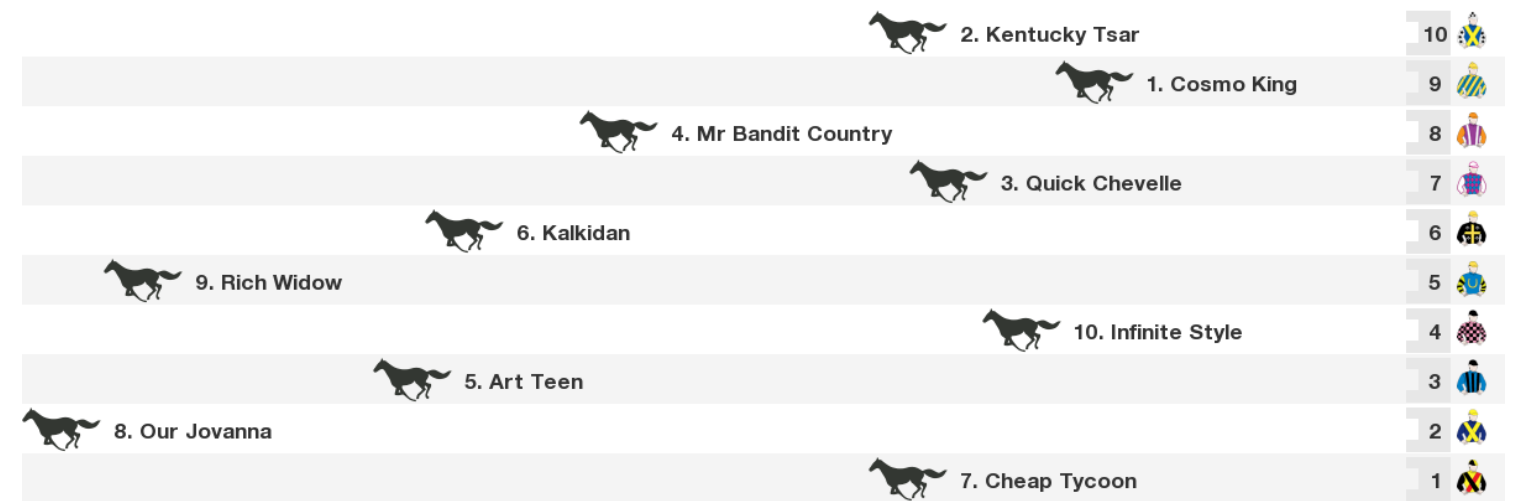 2. Kentucky Tsar 10
1. Cosmo King 9
4. Mr Bandit Country 8
3. Quick Chevelle 7
6. Kalkidan 6
9. Rich Widow 5
10. Infinite Style 4
5. Art Teen 3
8. Our Jovanna 2
7. Cheap Tycoon 1